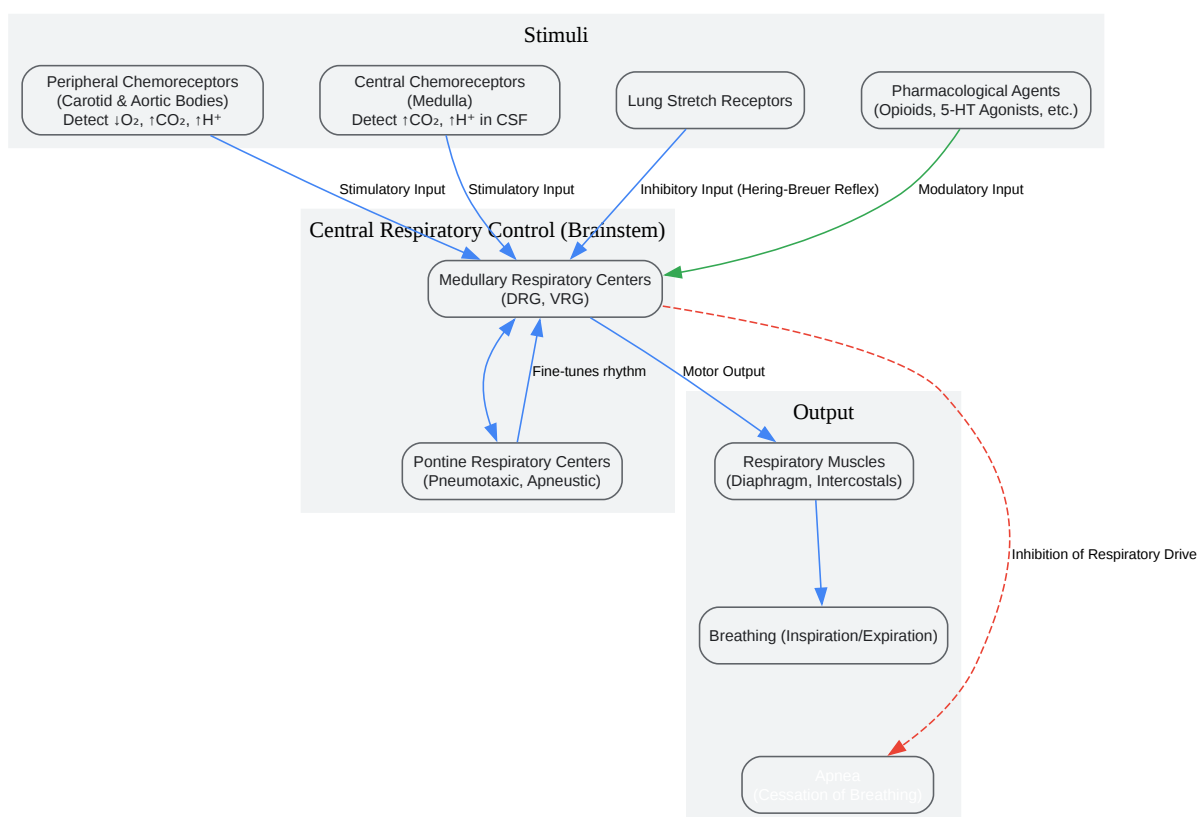 Stimuli
Peripheral Chemoreceptors
(Carotid & Aortic Bodies)
Detect ↓O₂, ↑CO₂, ↑H⁺
Central Chemoreceptors
(Medulla)
Detect ↑CO₂, ↑H⁺ in CSF
Lung Stretch Receptors
Pharmacological Agents
(Opioids, 5-HT Agonists, etc.)
Stimulatory Input
Stimulatory Input
Inhibitory Input (Hering-Breuer Reflex)
Modulatory Input
Central Respiratory Control (Brainstem)
Medullary Respiratory Centers
(DRG, VRG)
Fine-tunes rhythm
Motor Output
Output
Pontine Respiratory Centers
(Pneumotaxic, Apneustic)
Respiratory Muscles
(Diaphragm, Intercostals)
Inhibition of Respiratory Drive
Breathing (Inspiration/Expiration)
Apnea
(Cessation of Breathing)